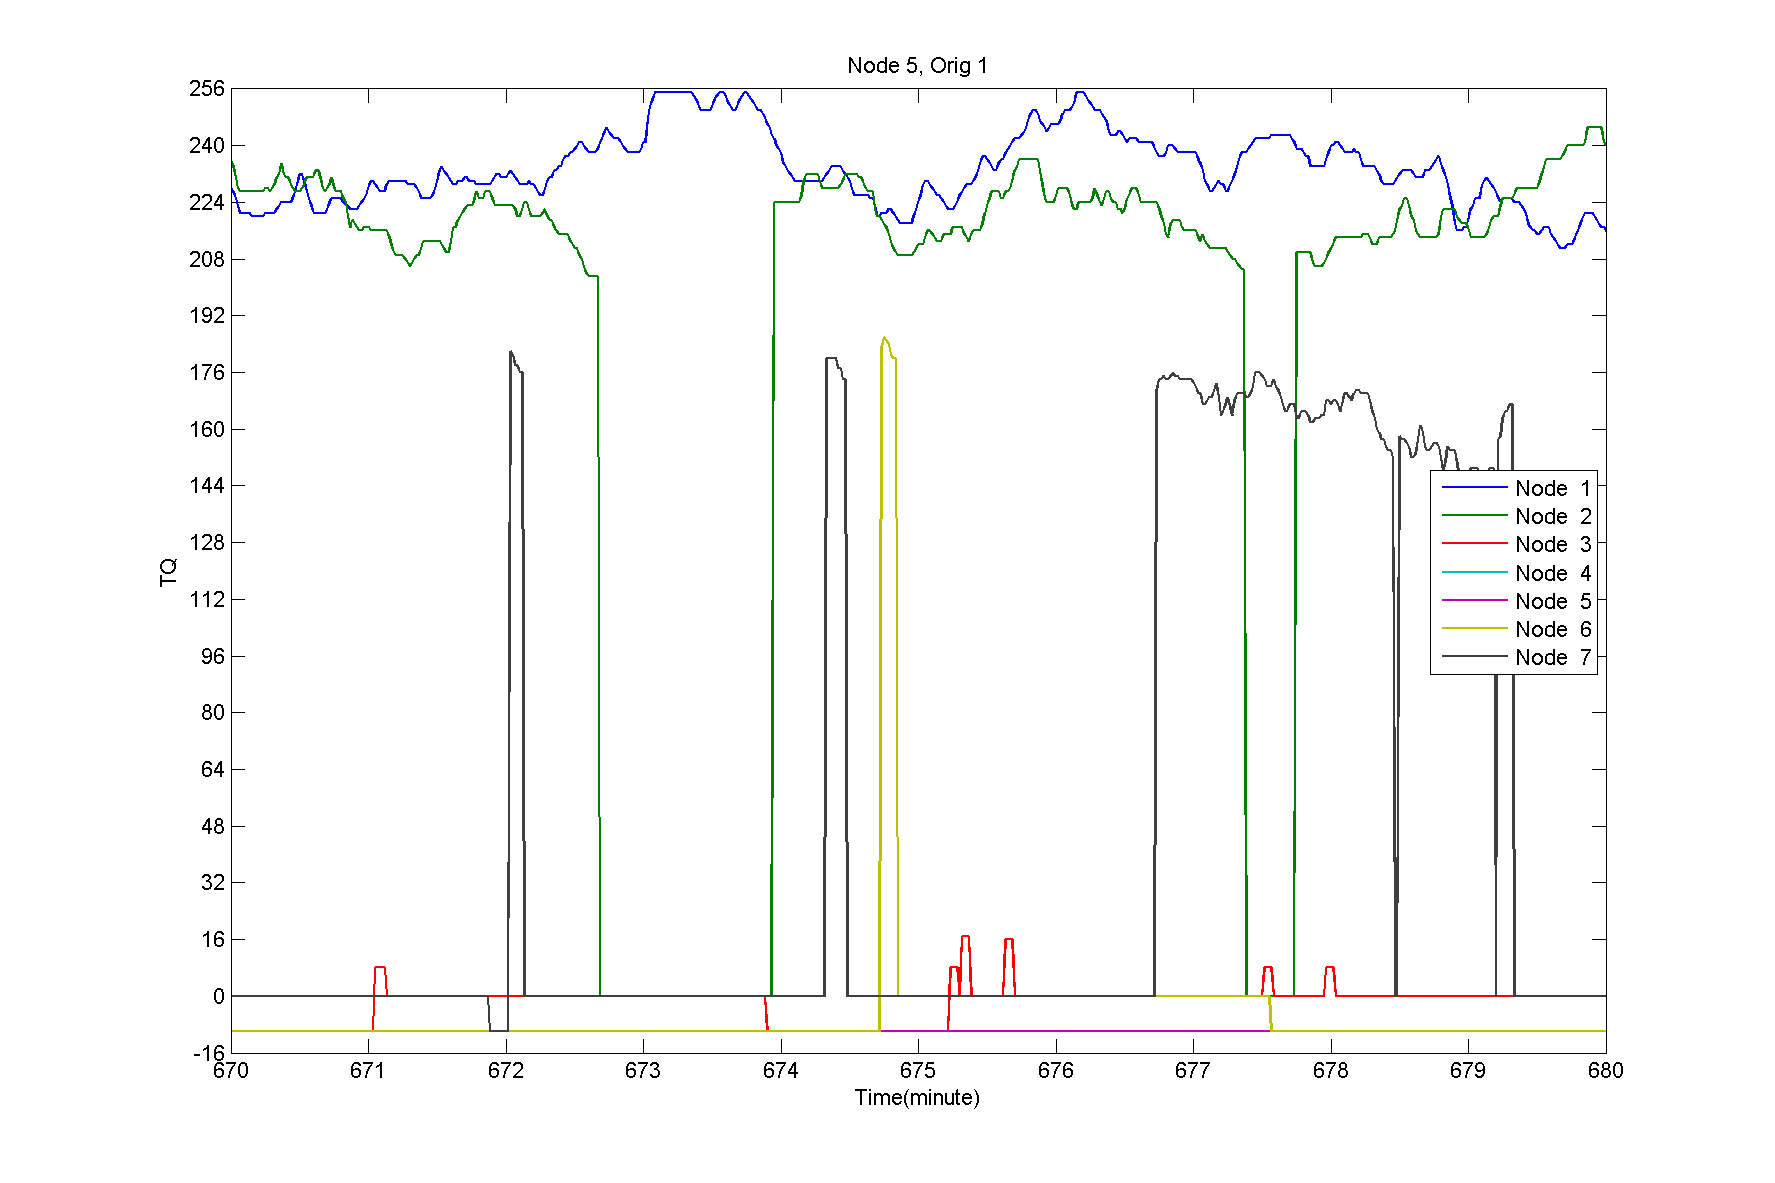 Node 5, Orig 1
256
240
224
208
192
176
160
144
128
112
96
80
64
48
32
16
0
-16
TQ
Node 1
Node 2
Node 3
Node 4
Node 5
Node 6
Node 7
670 671 672 673 674 675 676 677 678 679 680
Time(minute)